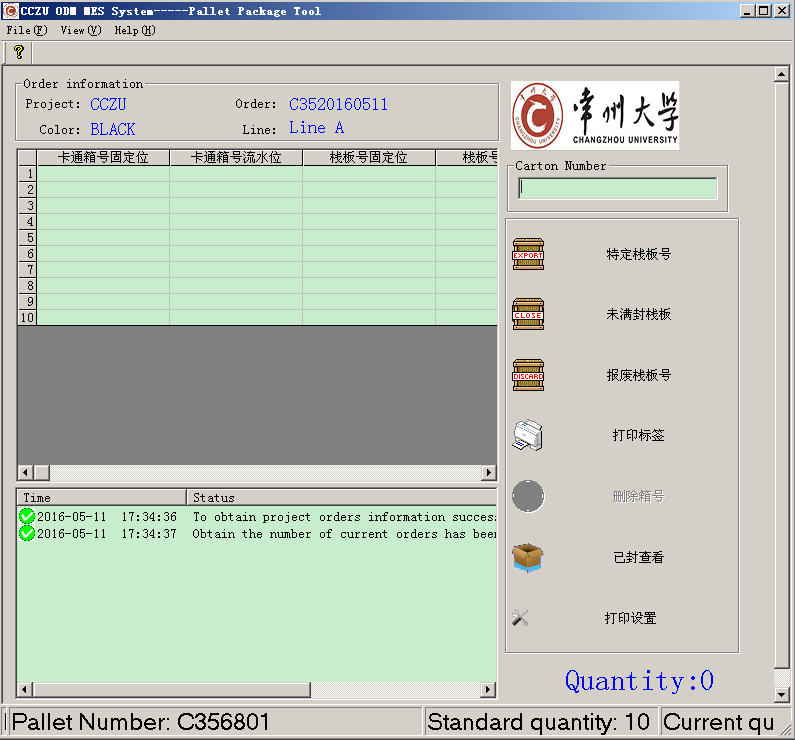 CCZU ODM MES System-----Pallet Package Tool
File(F) View(V) Help(H)
?
Order information
Project: CCZU Order: C3520160511
Color: BLACK Line: Line A
常州大学
CHANGZHOU UNIVERSITY
Carton Number
卡通箱号固定位 卡通箱号流水位 栈板号固定位 栈板号
1
2
3
4
5
6
7
8
9
10
EXPORT 特定栈板号
CLOSE 未满封栈板
DISCARD 报废栈板号
打印标签
删除箱号
已封查看
打印设置
Time Status
2016-05-11 17:34:36 To obtain project orders information succes
2016-05-11 17:34:37 Obtain the number of current orders has been
Quantity:0
Pallet Number: C356801 Standard quantity: 10 Current qu